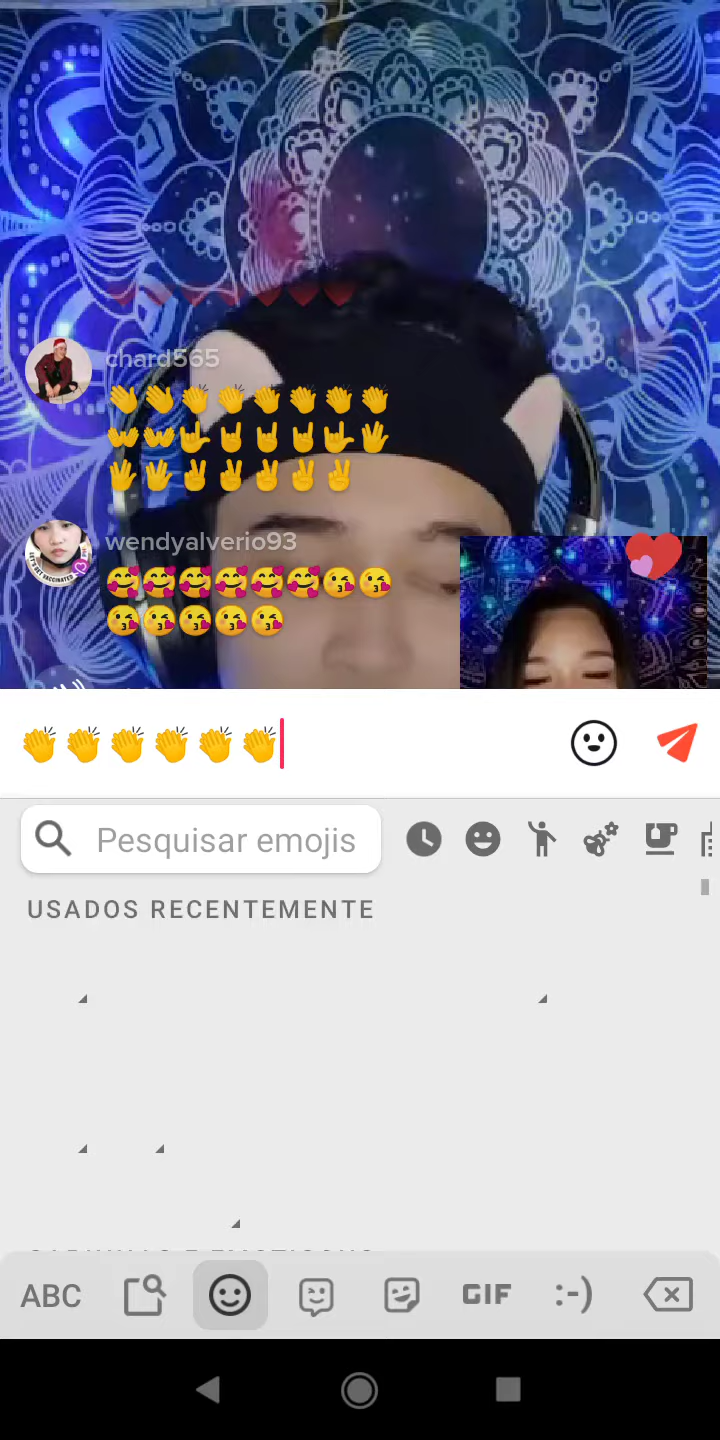 chard565
👋👋👏👏👏👏👏👏
👐👐🤟🤘🤘🤘🤟🖖
🖖🖖✌✌✌✌✌
wendyalverio93
🥰🥰🥰🥰🥰🥰😘😘
😘😘😘😘😘
👏👏👏👏👏👏
Pesquisar emojis
USADOS RECENTEMENTE
ABC
GIF
:-)